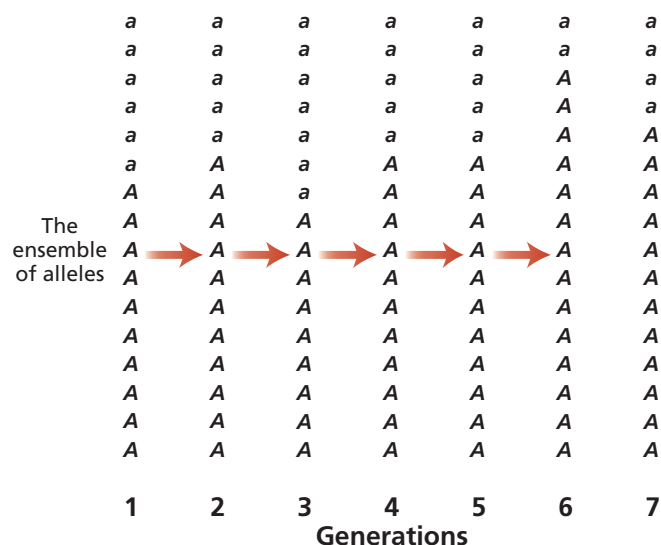 a a a a a a a
a a a a a a a
a a a a a A a
a a a a a A a
a a a a a A A
a A a A A A A
A A a A A A A
A A A A A A A
The
ensemble
of alleles
A A A A A A A
A A A A A A A
A A A A A A A
A A A A A A A
A A A A A A A
A A A A A A A
A A A A A A A
A A A A A A A
1 2 3 4 5 6 7
Generations